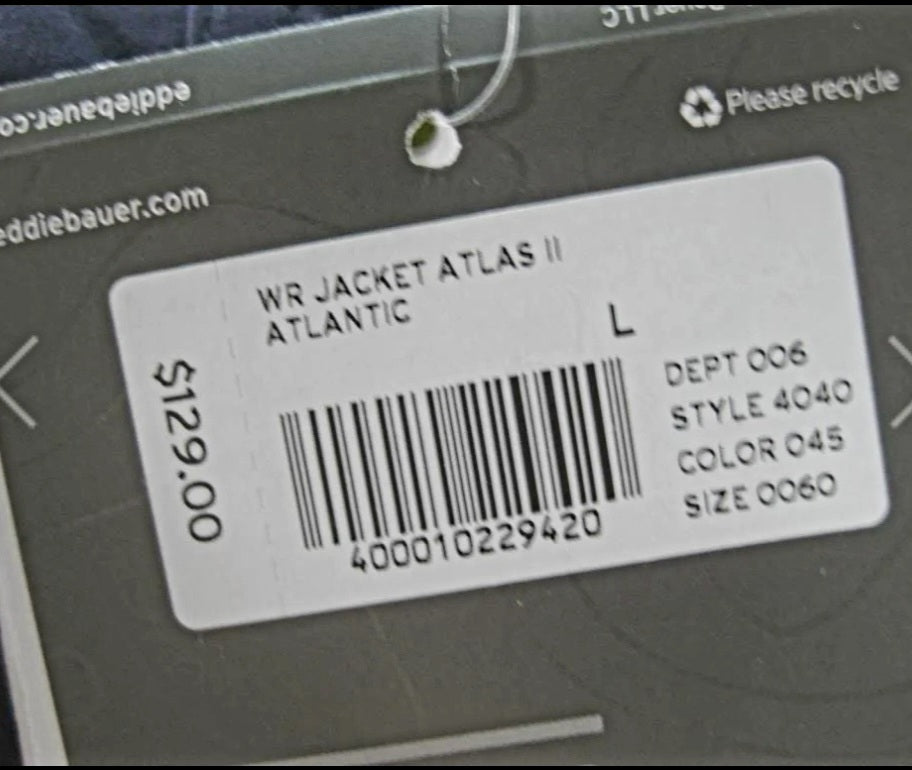 eddiebauer.co
Please recycle
eddiebauer.com
WR JACKET ATLAS II
ATLANTIC
L
$129.00
DEPT 006
STYLE 4040
COLOR 045
SIZE 0060
400010229420